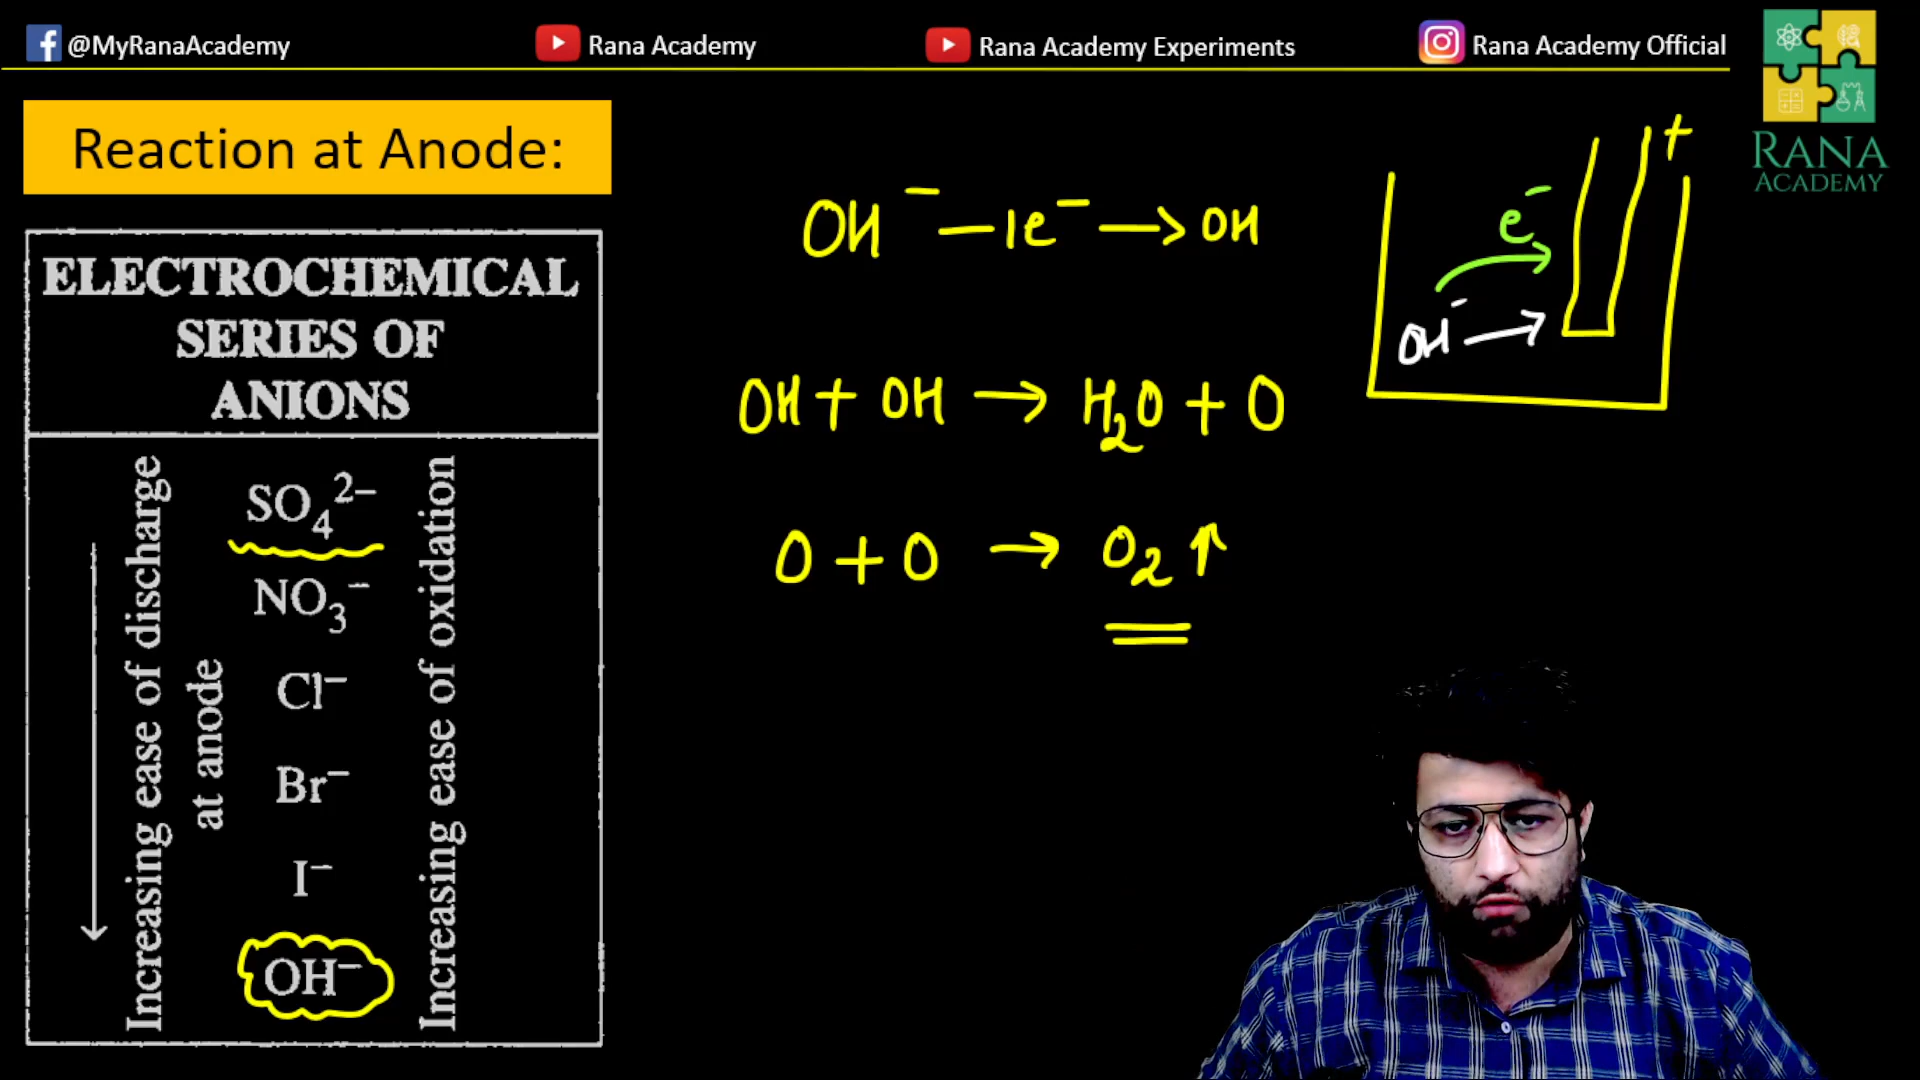 @MyRanaAcademy
Rana Academy
Rana Academy Experiments
Rana Academy Official
RANA
ACADEMY
Reaction at Anode:
ELECTROCHEMICAL
SERIES OF
ANIONS
Increasing ease of discharge
at anode
SO₄²⁻
NO₃⁻
Cl⁻
Br⁻
I⁻
OH⁻
Increasing ease of oxidation
OH⁻ — 1e⁻ → OH
OH + OH → H₂O + O
O + O → O₂ ↑
+
e⁻
OH⁻ →